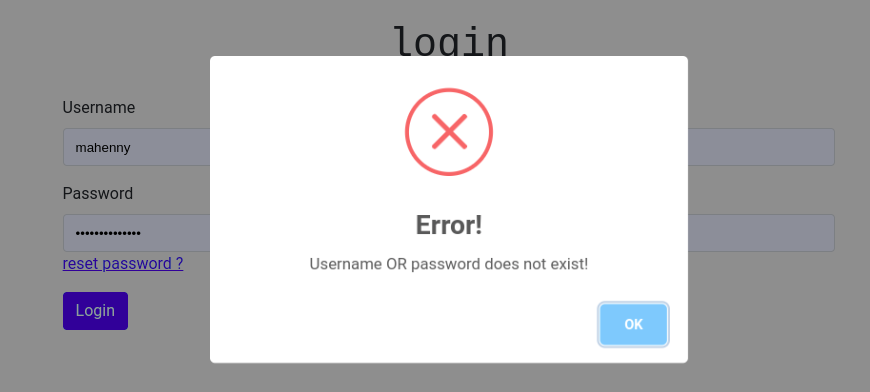 login
Username
mahenny
Password
••••••••••••••
reset password ?
Login
Error!
Username OR password does not exist!
OK